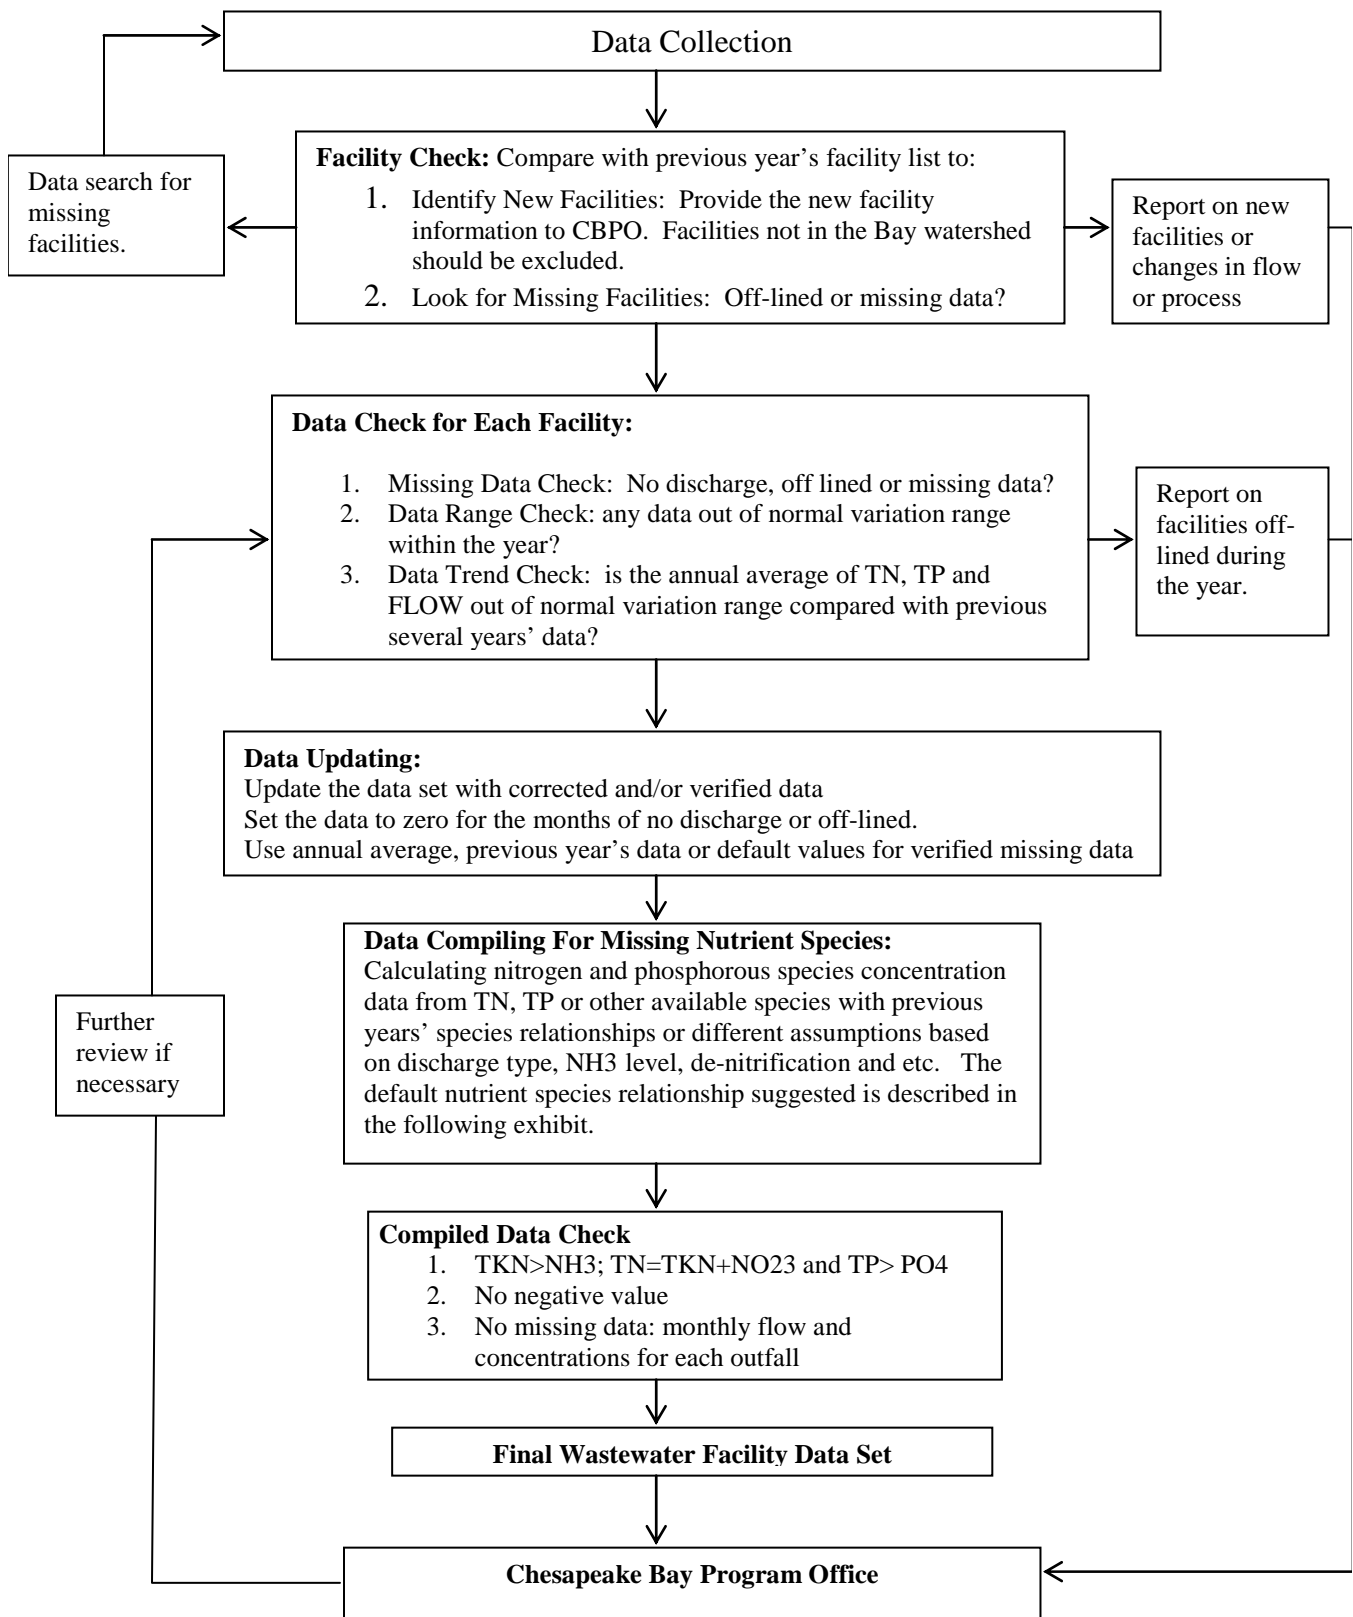 Data Collection
Facility Check: Compare with previous year’s facility list to:
1. Identify New Facilities: Provide the new facility
information to CBPO. Facilities not in the Bay watershed
should be excluded.
2. Look for Missing Facilities: Off-lined or missing data?
Data search for
missing
facilities.
Report on new
facilities or
changes in flow
or process
Data Check for Each Facility:
1. Missing Data Check: No discharge, off lined or missing data?
2. Data Range Check: any data out of normal variation range
within the year?
3. Data Trend Check: is the annual average of TN, TP and
FLOW out of normal variation range compared with previous
several years’ data?
Report on
facilities off-
lined during
the year.
Data Updating:
Update the data set with corrected and/or verified data
Set the data to zero for the months of no discharge or off-lined.
Use annual average, previous year’s data or default values for verified missing data
Data Compiling For Missing Nutrient Species:
Calculating nitrogen and phosphorous species concentration
data from TN, TP or other available species with previous
years’ species relationships or different assumptions based
on discharge type, NH3 level, de-nitrification and etc. The
default nutrient species relationship suggested is described in
the following exhibit.
Further
review if
necessary
Compiled Data Check
1. TKN>NH3; TN=TKN+NO23 and TP> PO4
2. No negative value
3. No missing data: monthly flow and
concentrations for each outfall
Final Wastewater Facility Data Set
Chesapeake Bay Program Office